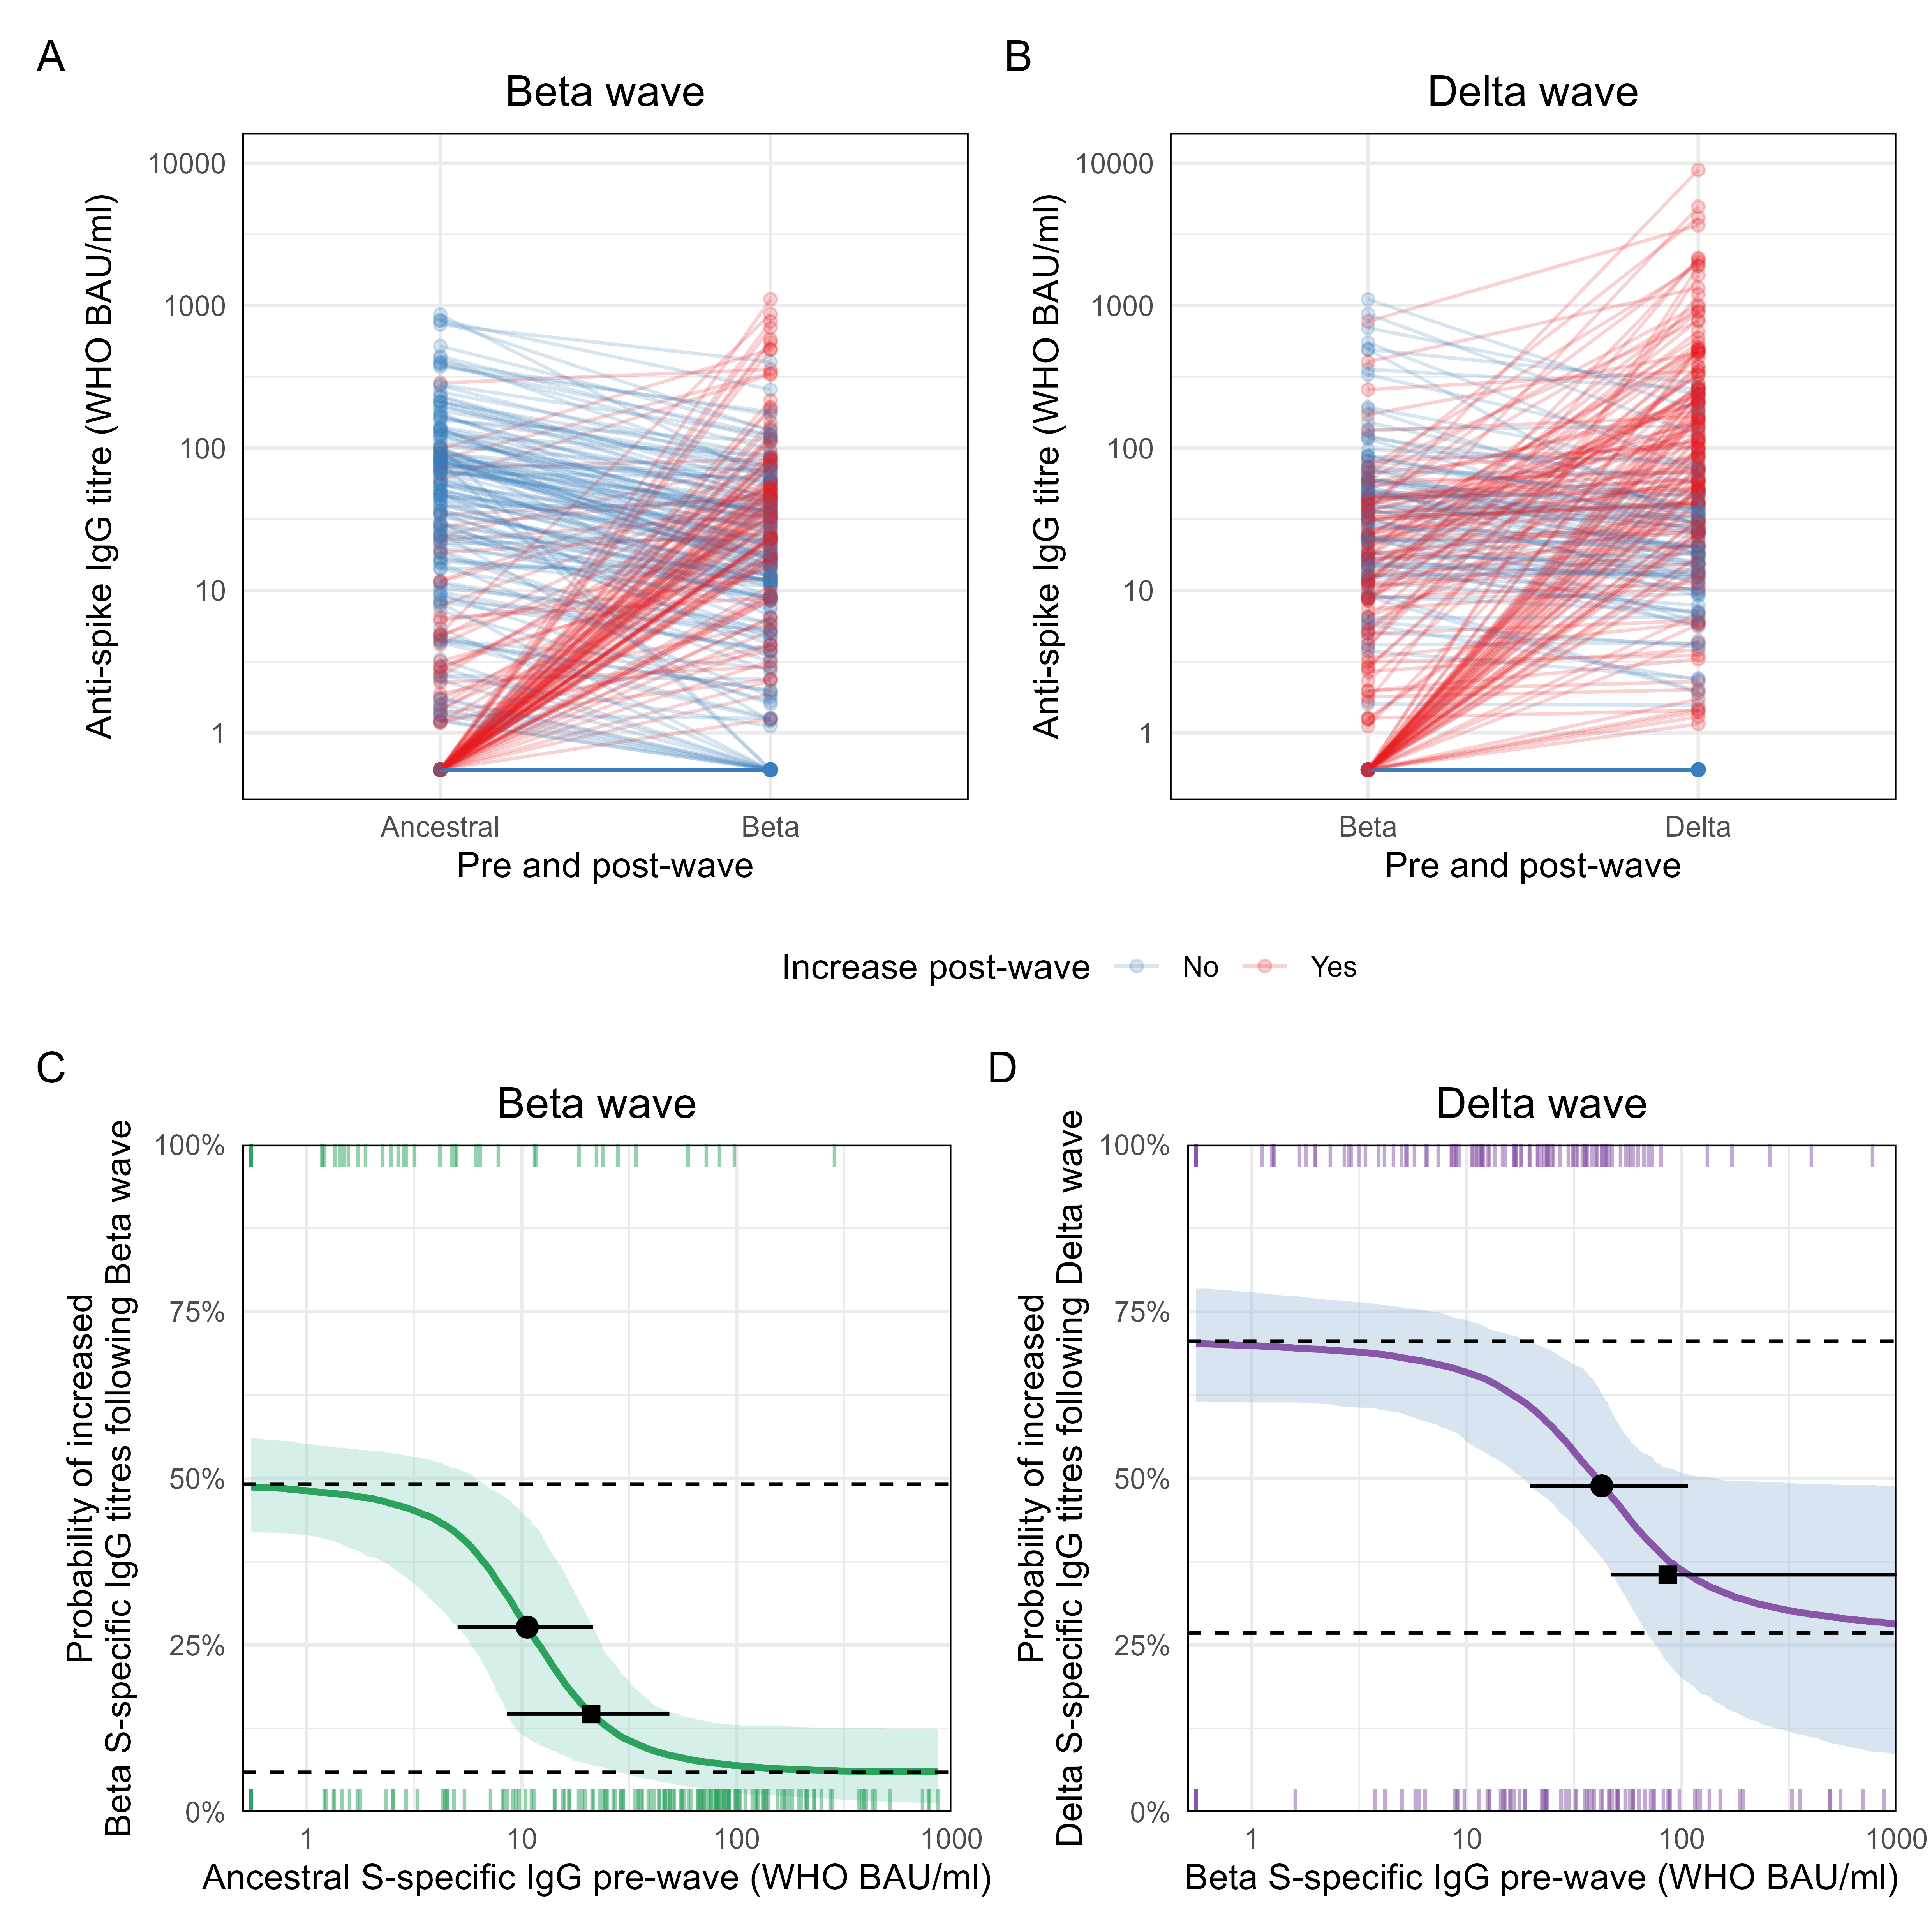 A
Beta wave
Anti-spike IgG titre (WHO BAU/ml)
10000
1000
100
10
1
Ancestral
Beta
Pre and post-wave
B
Delta wave
Anti-spike IgG titre (WHO BAU/ml)
10000
1000
100
10
1
Beta
Delta
Pre and post-wave
Increase post-wave
No
Yes
C
Beta wave
Probability of increased
Beta S-specific IgG titres following Beta wave
100%
75%
50%
25%
0%
1
10
100
1000
Ancestral S-specific IgG pre-wave (WHO BAU/ml)
D
Delta wave
Probability of increased
Delta S-specific IgG titres following Delta wave
100%
75%
50%
25%
0%
1
10
100
1000
Beta S-specific IgG pre-wave (WHO BAU/ml)